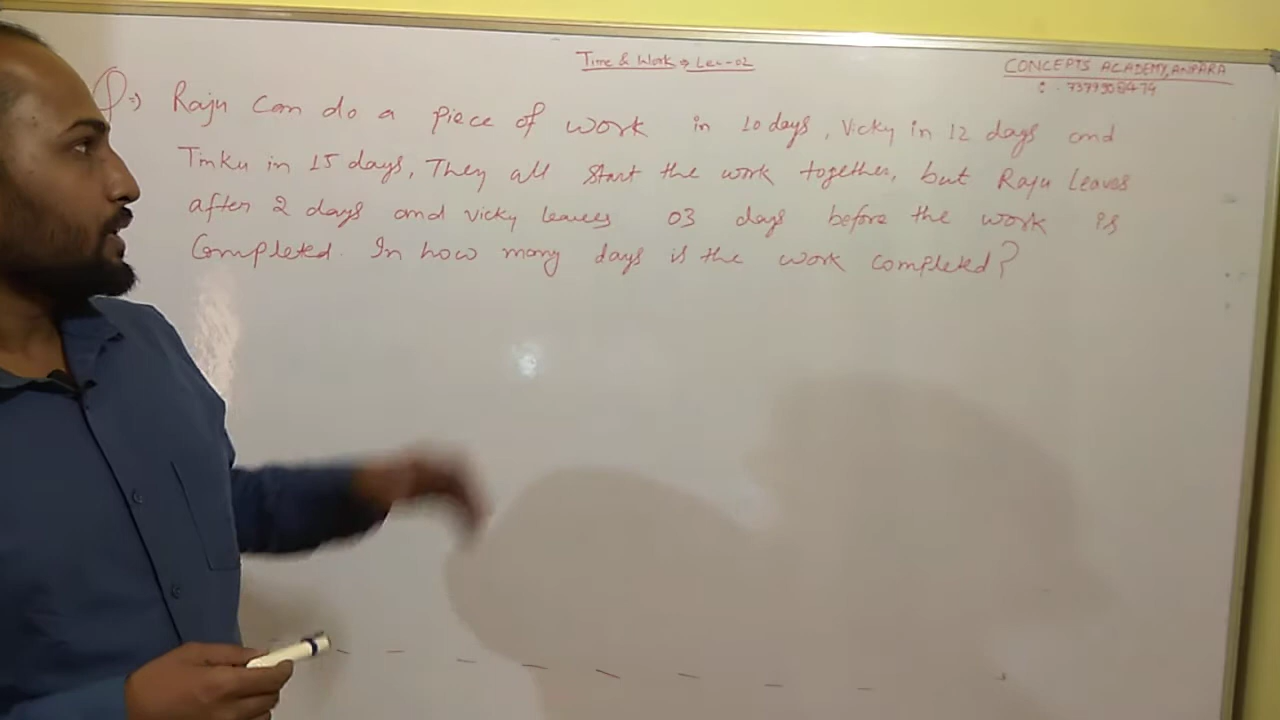 Time & Work ⇒ Lec-02
CONCEPTS ACADEMY, ANPARA
Q⇒) Raju can do a piece of work in 10 days, Vicky in 12 days and
Tinku in 15 days, They all start the work together, but Raju Leaves
after 2 days and vicky leaves 03 days before the work is
Completed. In how many days is the work completed?